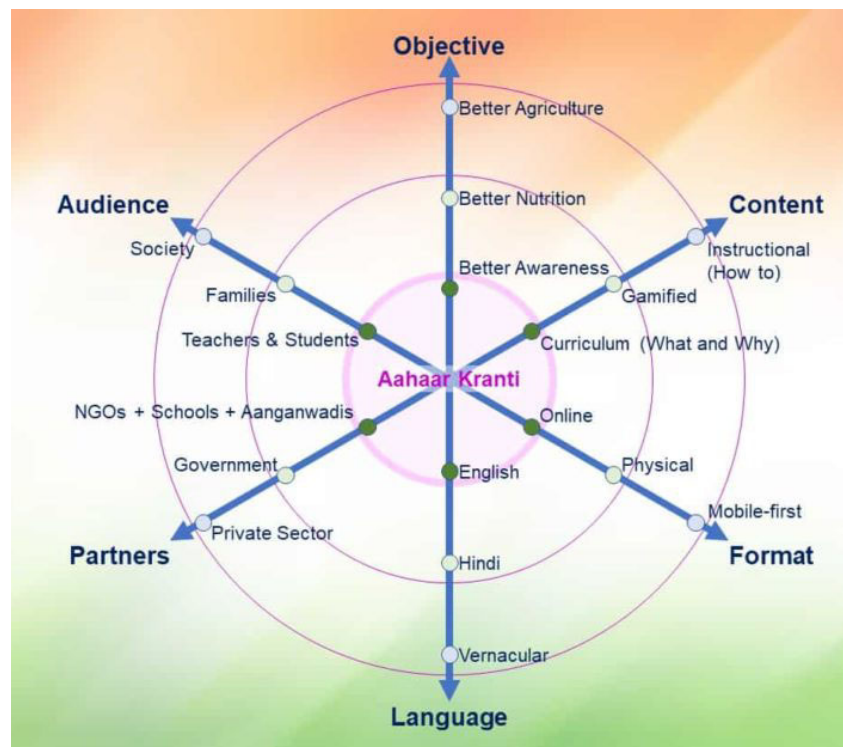 Objective
Better Agriculture
Audience
Better Nutrition
Content
Society
Instructional
(How to)
Better Awareness
Families
Gamified
Teachers & Students
Curriculum (What and Why)
Aahaar Kranti
NGOs + Schools + Aanganwadis
Online
Government
English
Physical
Private Sector
Mobile-first
Partners
Hindi
Format
Vernacular
Language